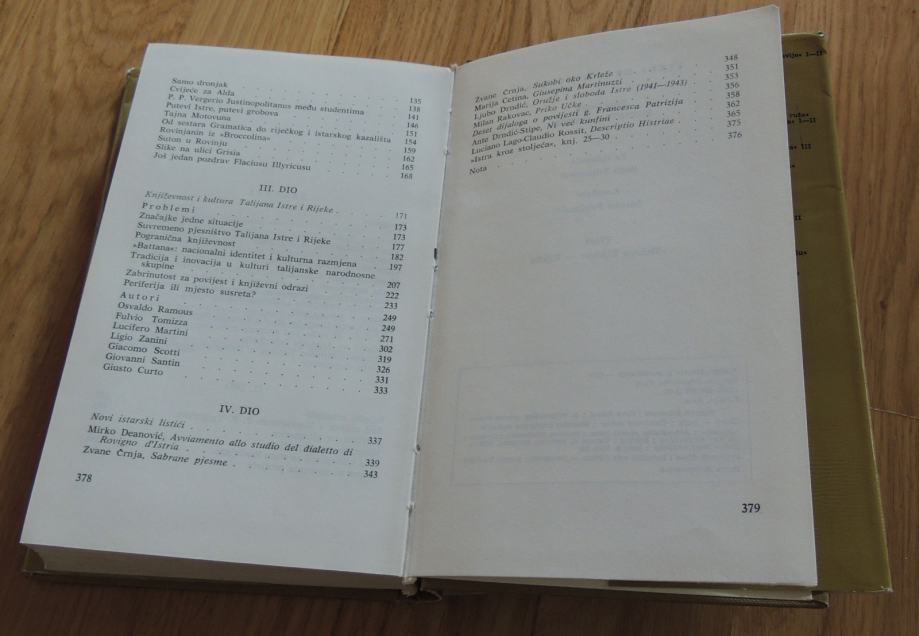 Samo dronjak . . . 135
Cvijeće za Alda . . . 138
P. P. Vergerio Justinopolitanus među studentima 141
Putevi Istre, putevi grobova . . . 146
Tajna Motovuna . . . 151
Od sestara Gramatica do riječkog i istarskog kazališta 154
Rovinjanin iz »Broccolina« . . . 159
Suton u Rovinju . . . 162
Slike na ulici Grisia . . . 165
Još jedan pozdrav Flaciusu Illyricusu . . . 168
III. DIO
Književnost i kultura Talijana Istre i Rijeke . . . 171
Problemi . . . 173
Značajke jedne situacije . . . 173
Suvremeno pjesništvo Talijana Istre i Rijeke . . . 177
Pogranična književnost . . . 182
»Battana«: nacionalni identitet i kulturna razmjena 197
Tradicija i inovacija u kulturi talijanske narodnosne
skupine . . . 207
Zabrinutost za povijest i književni odrazi . . . 222
Periferija ili mjesto susreta? . . . 233
Autori . . . 249
Osvaldo Ramous . . . 249
Fulvio Tomizza . . . 271
Lucifero Martini . . . 302
Ligio Zanini . . . 319
Giacomo Scotti . . . 326
Giovanni Santin . . . 331
Giusto Curto . . . 333
IV. DIO
Novi istarski listići . . . 337
Mirko Deanović, Avviamento allo studio del dialetto di
Rovigno d'Istria . . . 339
Zvane Črnja, Sabrane pjesme . . . 343
378
Zvane Črnja, Sukobi oko Krleže . . . 348
Marija Cetina, Giusepina Martinuzzi . . . 351
Ljubo Drndić, Oružje i sloboda Istre (1941—1943) 353
Milan Rakovac, Priko Učke . . . 356
Deset dijaloga o povijesti g. Francesca Patrizija 358
Ante Drndić-Stipe, Ni već kunfini . . . 362
Luciano Lago-Claudio Rossit, Descriptio Histriae . 365
»Istra kroz stoljeća«, knj. 25—30 . . . 375
Nota . . . 376
379
I—II
ruža«
I—II
III
II